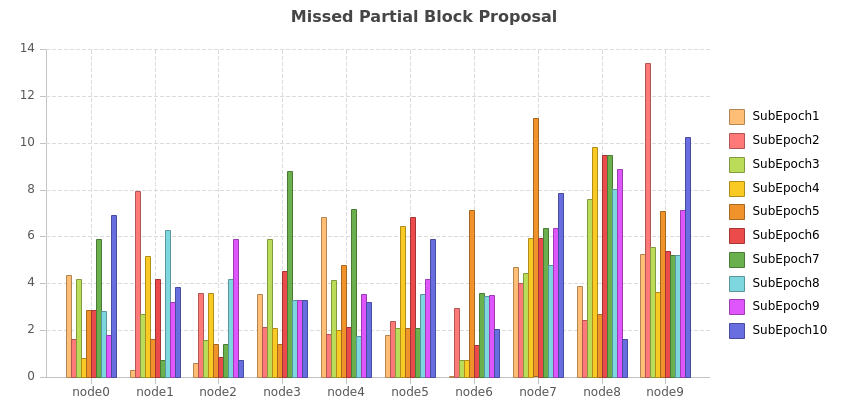 Missed Partial Block Proposal
14
12
10
8
6
4
2
0
node0 node1 node2 node3 node4 node5 node6 node7 node8 node9
SubEpoch1
SubEpoch2
SubEpoch3
SubEpoch4
SubEpoch5
SubEpoch6
SubEpoch7
SubEpoch8
SubEpoch9
SubEpoch10